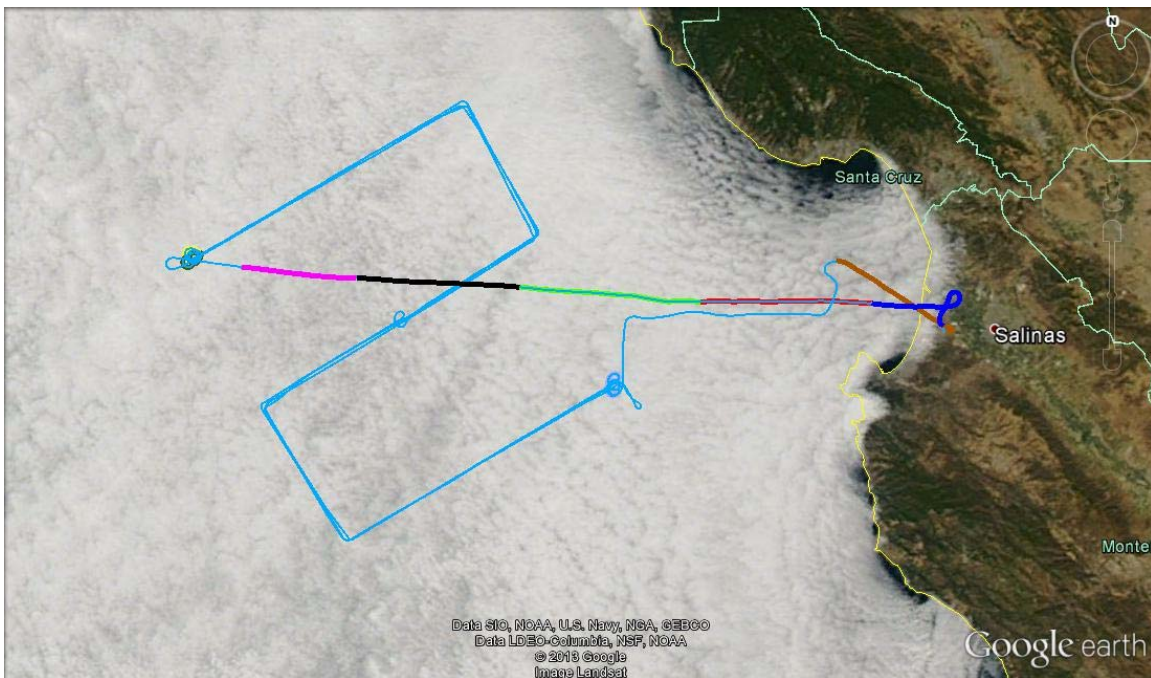 N
Santa Cruz
Salinas
Monte
Data SIO, NOAA, U.S. Navy, NGA, GEBCO
Data LDEO-Columbia, NSF, NOAA
© 2013 Google
Image Landsat
Google earth